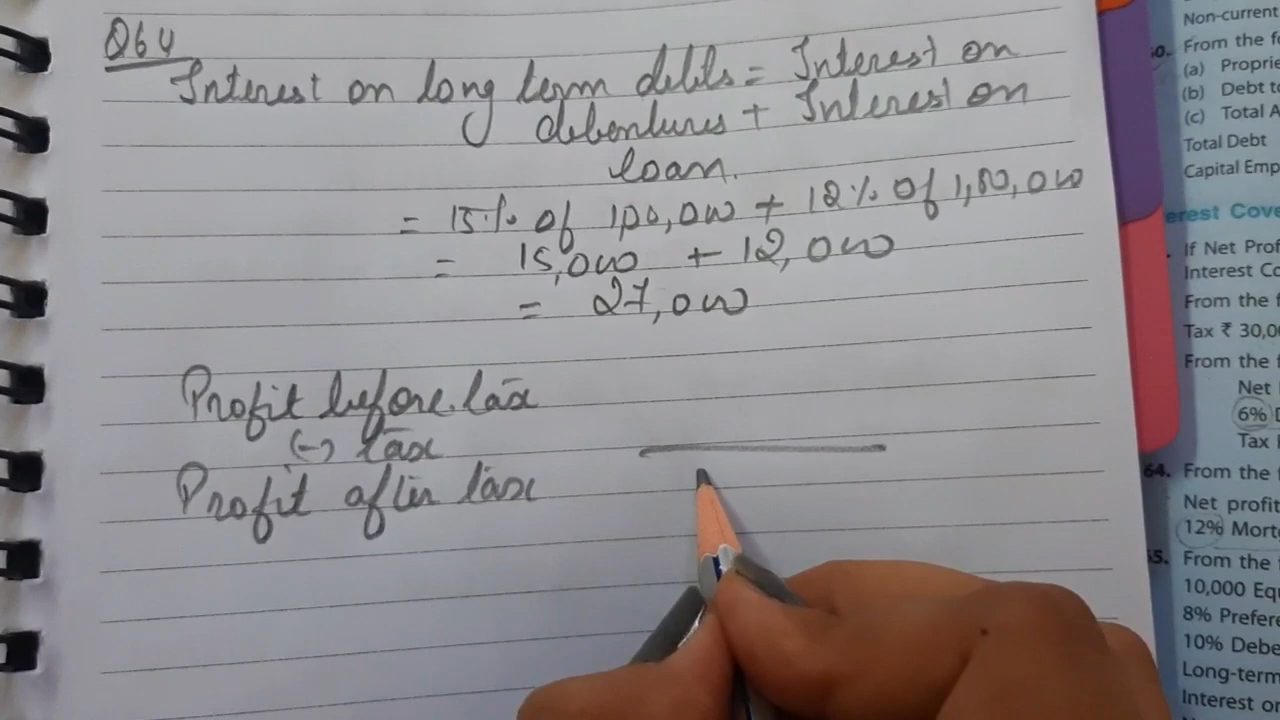 Q64
Interest on long term debts = Interest on
debentures + Interest on
loan.
= 15% of 100,000 + 12% of 1,00,000
= 15,000 + 12,000
= 27,000
Profit before tax
(-) tax
Profit after tax
Non-current
From the f
(a) Proprie
(b) Debt to
(c) Total A
Total Debt
Capital Emp
erest Cove
If Net Prof
Interest Co
From the f
Tax ₹ 30,0
From the f
Net
6% D
Tax
64. From the f
Net profit
12% Mort
65. From the
10,000 Equ
8% Prefere
10% Debe
Long-term
Interest on